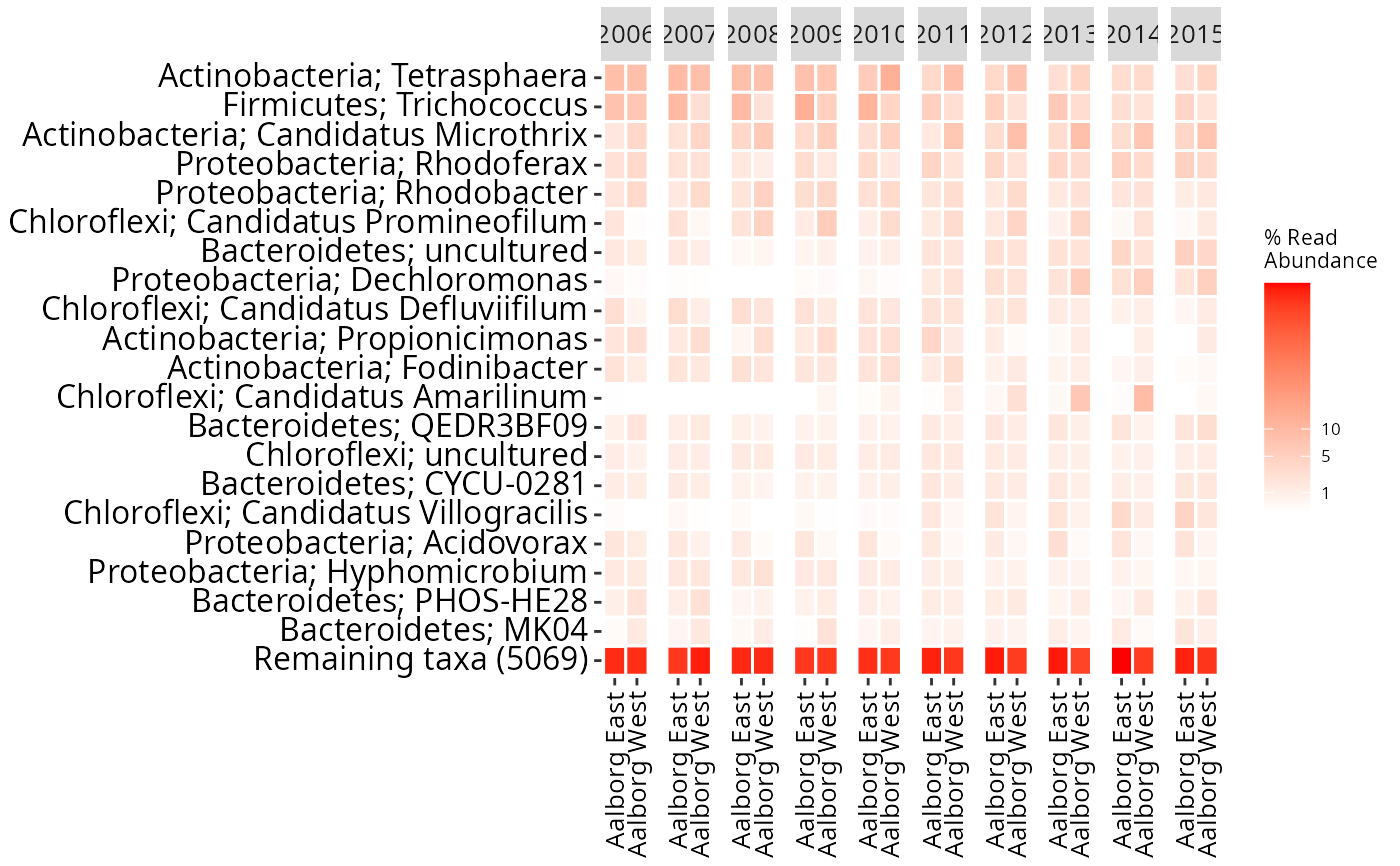 2006 2007 2008 2009 2010 2011 2012 2013 2014 2015
Actinobacteria; Tetrasphaera
Firmicutes; Trichococcus
Actinobacteria; Candidatus Microthrix
Proteobacteria; Rhodoferax
Proteobacteria; Rhodobacter
Chloroflexi; Candidatus Promineofilum
Bacteroidetes; uncultured
Proteobacteria; Dechloromonas
Chloroflexi; Candidatus Defluviifilum
Actinobacteria; Propionicimonas
Actinobacteria; Fodinibacter
Chloroflexi; Candidatus Amarilinum
Bacteroidetes; QEDR3BF09
Chloroflexi; uncultured
Bacteroidetes; CYCU-0281
Chloroflexi; Candidatus Villogracilis
Proteobacteria; Acidovorax
Proteobacteria; Hyphomicrobium
Bacteroidetes; PHOS-HE28
Bacteroidetes; MK04
Remaining taxa (5069)
Aalborg East
Aalborg West
Aalborg East
Aalborg West
Aalborg East
Aalborg West
Aalborg East
Aalborg West
Aalborg East
Aalborg West
Aalborg East
Aalborg West
Aalborg East
Aalborg West
Aalborg East
Aalborg West
Aalborg East
Aalborg West
Aalborg East
Aalborg West
% Read
Abundance
10
5
1